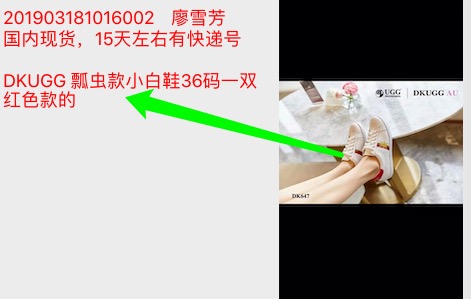 201903181016002 廖雪芳
国内现货，15天左右有快递号
DKUGG 瓢虫款小白鞋36码一双
红色款的
UGG DKUGG AU
DK647